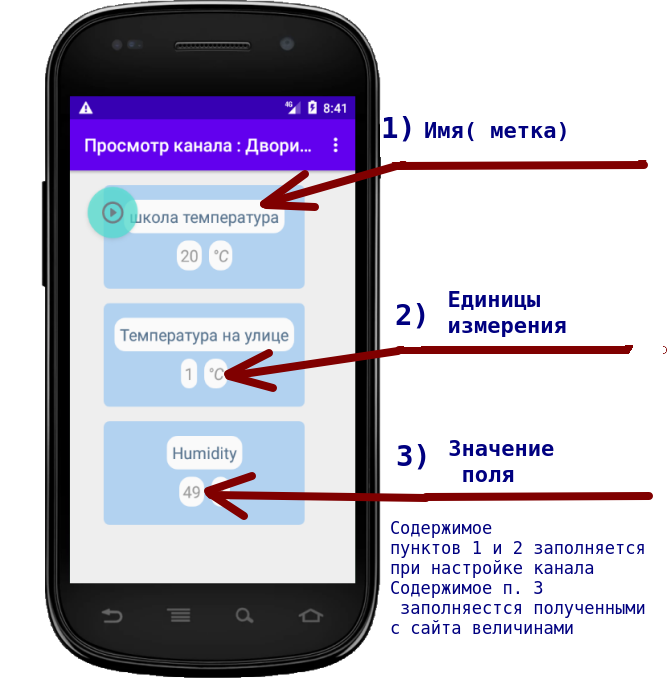 4G 8:41
Просмотр канала : Двори...
школа температура
20 °C
Температура на улице
1 °C
Humidity
49
1) Имя( метка)
2) Единицы
измерения
3) Значение
поля
Содержимое
пунктов 1 и 2 заполняется
при настройке канала
Содержимое п. 3
заполняестся полученными
с сайта величинами